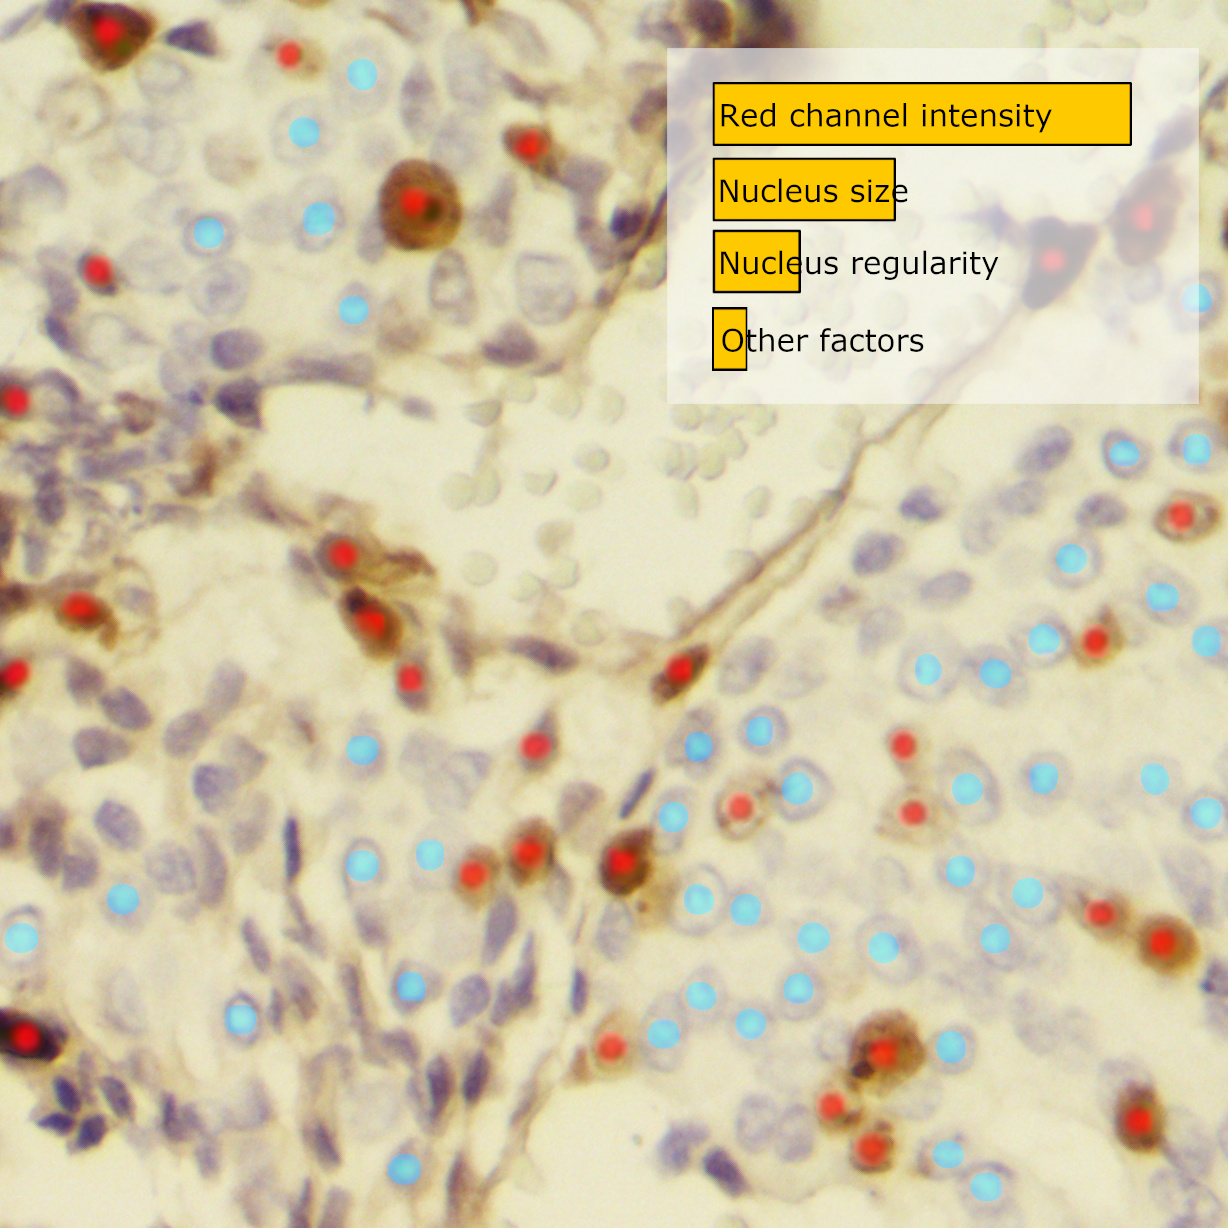 Red channel intensity
Nucleus size
Nucleus regularity
Other factors